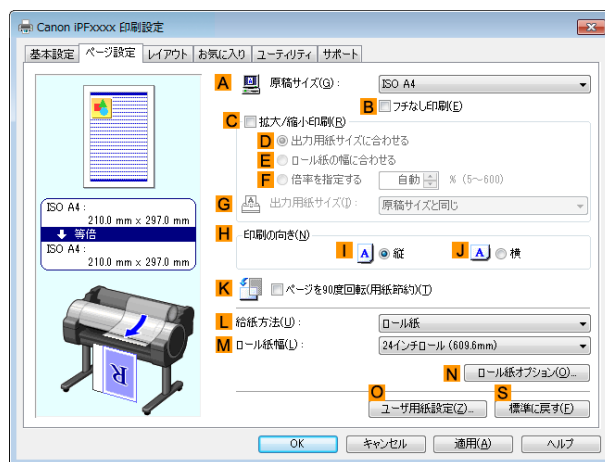 Canon iPFxxxx 印刷設定
基本設定 ページ設定 レイアウト お気に入り ユーティリティ サポート
A 原稿サイズ(G) : ISO A4
B フチなし印刷(E)
C 拡大/縮小印刷(R)
D 出力用紙サイズに合わせる
E ロール紙の幅に合わせる
F 倍率を指定する 自動 % (5～600)
G 出力用紙サイズ(I) : 原稿サイズと同じ
ISO A4 :
210.0 mm x 297.0 mm
等倍
ISO A4 :
210.0 mm x 297.0 mm
H 印刷の向き(N)
I A 縦 J A 横
K ページを90度回転(用紙節約)(T)
L 給紙方法(U) : ロール紙
M ロール紙幅(L) : 24インチロール (609.6mm)
R
N ロール紙オプション(O)...
O S
ユーザ用紙設定(Z)... 標準に戻す(F)
OK キャンセル 適用(A) ヘルプ